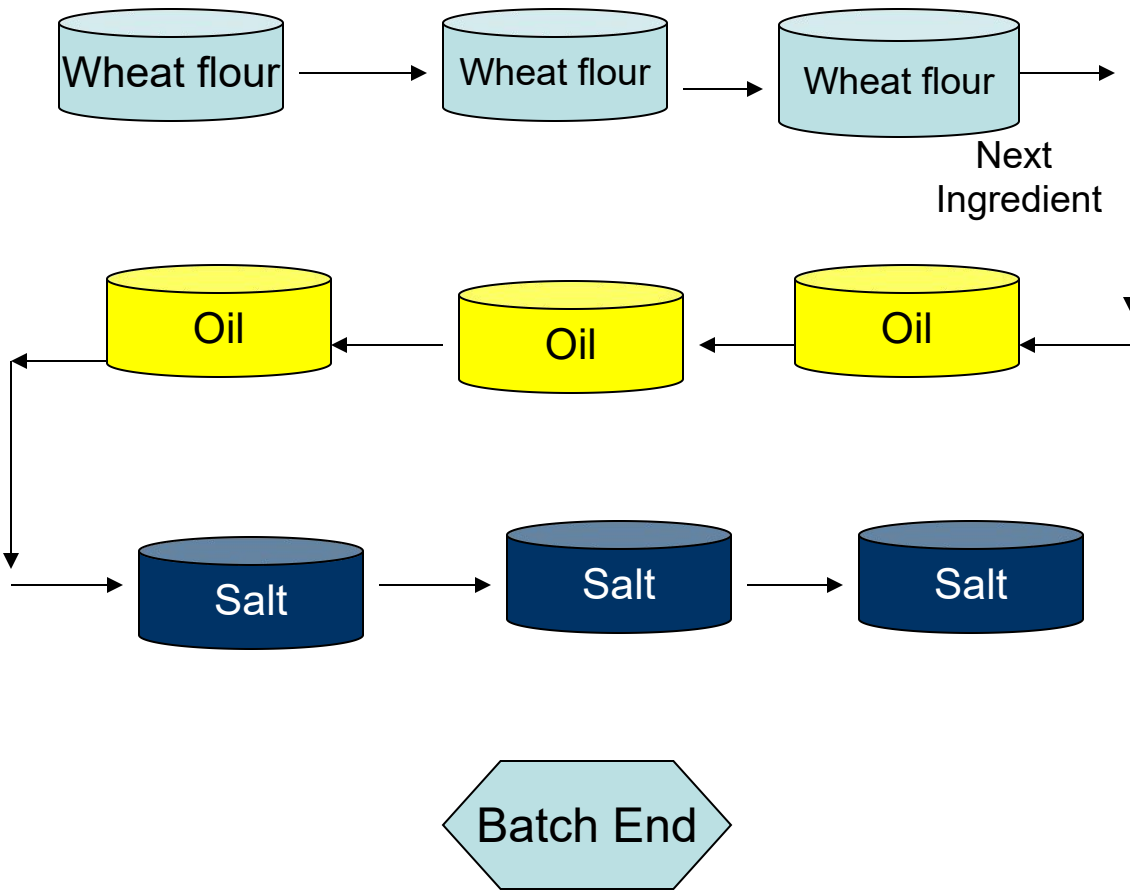 Wheat flour
Wheat flour
Wheat flour
Next
Ingredient
Oil
Oil
Oil
Salt
Salt
Salt
Batch End